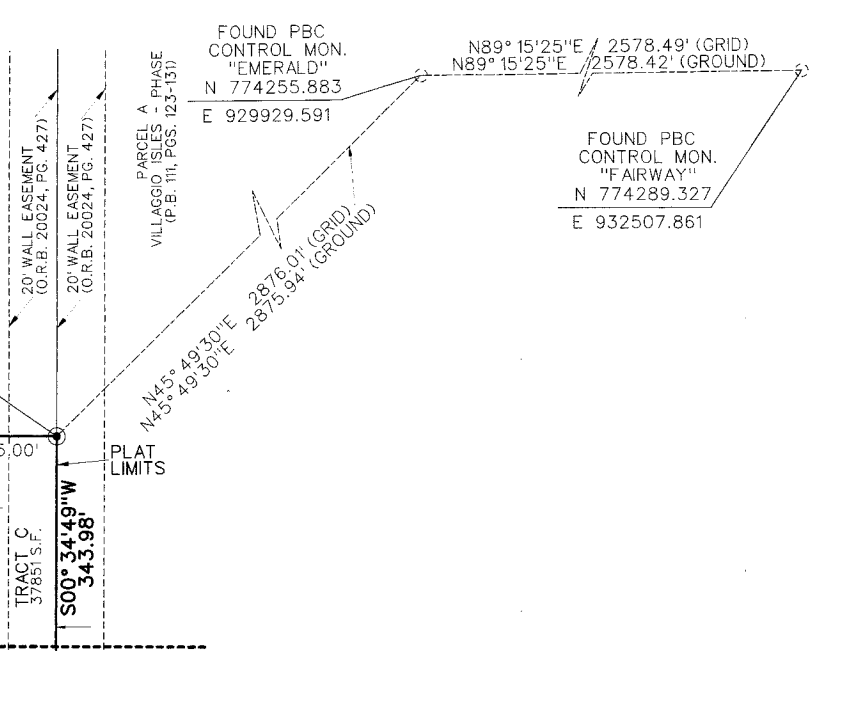 FOUND PBC
CONTROL MON.
"EMERALD"
N 774255.883
E 929929.591
N89° 15'25"E 2578.49' (GRID)
N89° 15'25"E 2578.42' (GROUND)
FOUND PBC
CONTROL MON.
"FAIRWAY"
N 774289.327
E 932507.861
20' WALL EASEMENT
(O.R.B. 20024, PG. 427)
20' WALL EASEMENT
(O.R.B. 20024, PG. 427)
PARCEL A
VILLAGGIO ISLES - PHASE
(P.B. 111, PGS. 123-131)
N45° 49'30"E 2876.01' (GRID)
N45° 49'30"E 2875.94' (GROUND)
5.00'
PLAT
LIMITS
TRACT C
37851 S.F.
S00° 34'49"W
343.98'